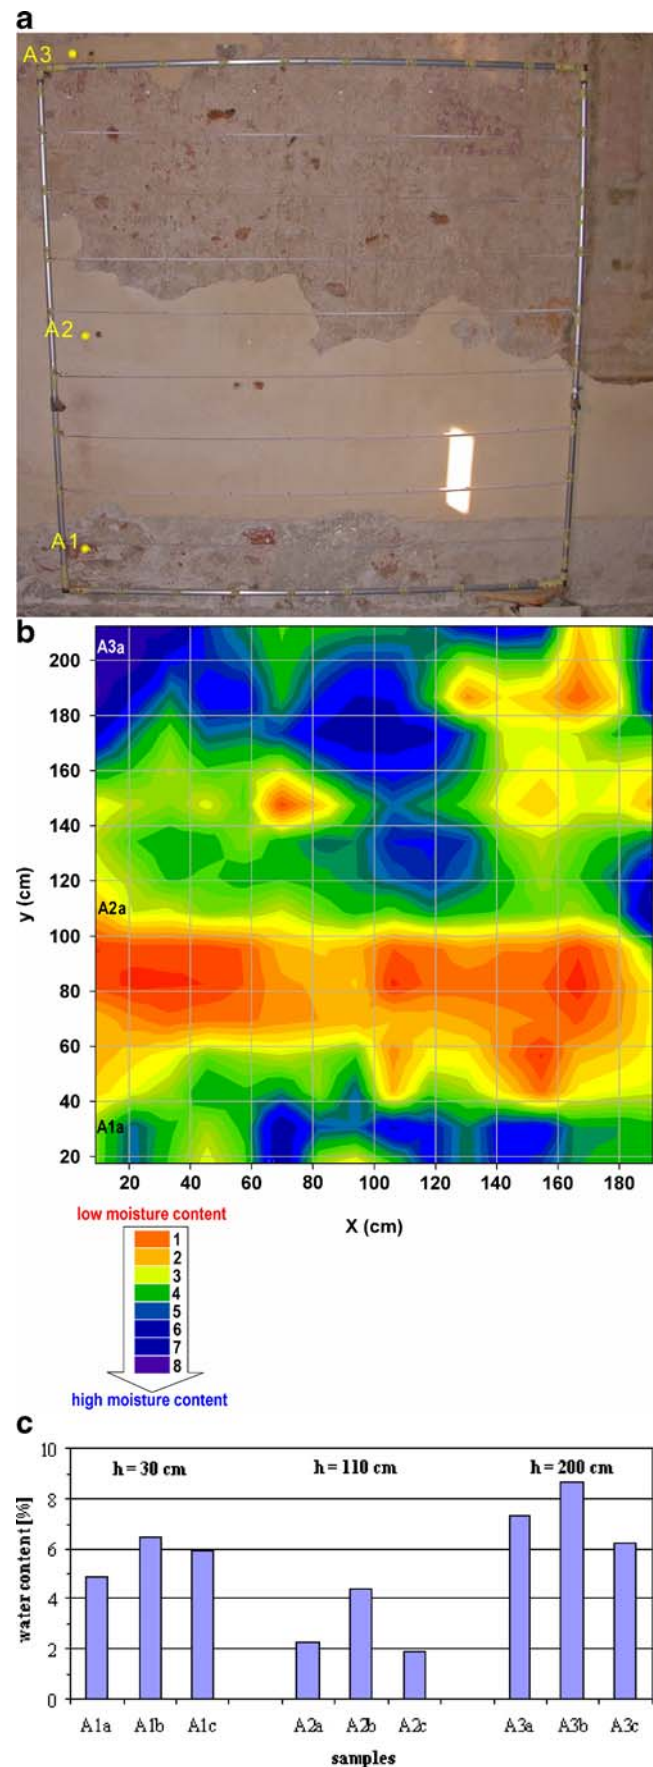 a
A3
A2
A1
b
A3a
A2a
A1a
200
180
160
140
120
100
80
60
40
20
y (cm)
20 40 60 80 100 120 140 160 180
X (cm)
low moisture content
1
2
3
4
5
6
7
8
high moisture content
c
10
8
6
4
2
0
water content [%]
h = 30 cm h = 110 cm h = 200 cm
A1a A1b A1c A2a A2b A2c A3a A3b A3c
samples